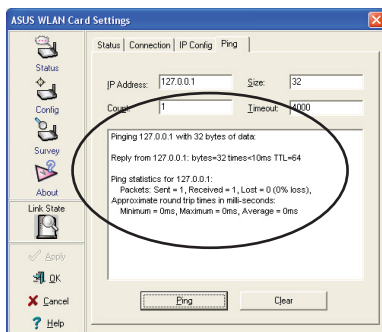 ASUS WLAN Card Settings
Status
Config
Survey
About
Link State
Apply
OK
Cancel
Help
Status Connection IP Config Ping
IP Address: 127.0.0.1 Size: 32
Count: 1 Timeout: 4000
Pinging 127.0.0.1 with 32 bytes of data:
Reply from 127.0.0.1: bytes=32 times<10ms TTL=64
Ping statistics for 127.0.0.1:
Packets: Sent = 1, Received = 1, Lost = 0 (0% loss),
Approximate round trip times in milli-seconds:
Minimum = 0ms, Maximum = 0ms, Average = 0ms
Ping Clear